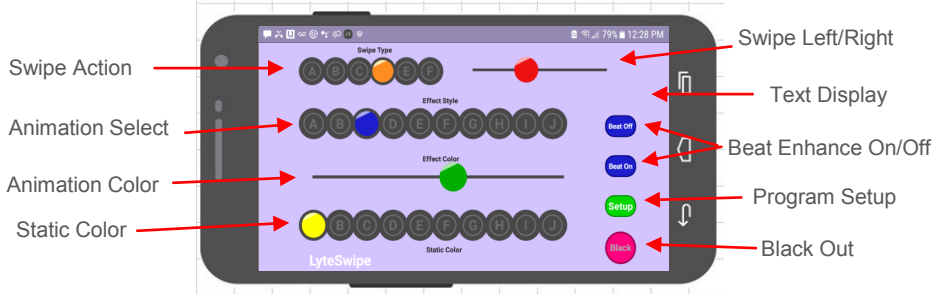 79% 12:28 PM
Swipe Type
Swipe Left/Right
Swipe Action
A B C E F
Text Display
Effect Style
Animation Select
A B D E F G H I J
Beat Off
Beat Enhance On/Off
Effect Color
Beat On
Animation Color
Program Setup
Setup
Static Color
B C D E F G H I J
Black Out
Black
Static Color
LyteSwipe